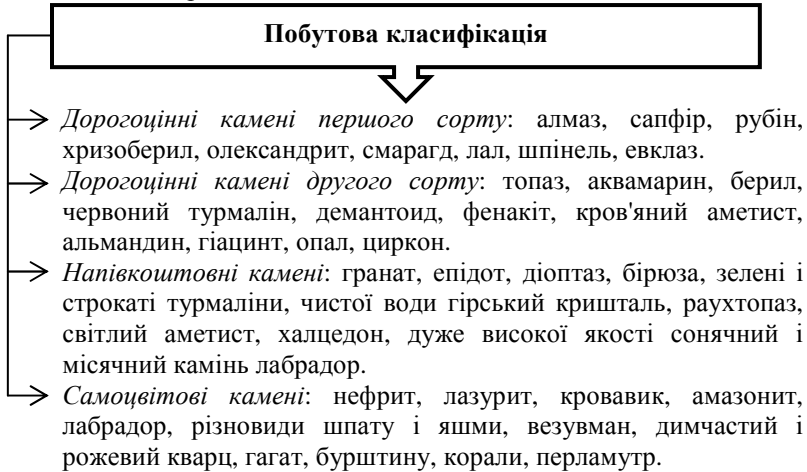 Побутова класифікація
Дорогоцінні камені першого сорту: алмаз, сапфір, рубін,
хризоберил, олександрит, смарагд, лал, шпінель, евклаз.
Дорогоцінні камені другого сорту: топаз, аквамарин, берил,
червоний турмалін, демантоид, фенакіт, кров'яний аметист,
альмандин, гіацинт, опал, циркон.
Напівкоштовні камені: гранат, епідот, діоптаз, бірюза, зелені і
строкаті турмаліни, чистої води гірський кришталь, раухтопаз,
світлий аметист, халцедон, дуже високої якості сонячний і
місячний камінь лабрадор.
Самоцвітові камені: нефрит, лазурит, кровавик, амазонит,
лабрадор, різновиди шпату і яшми, везувман, димчастий і
рожевий кварц, гагат, бурштину, корали, перламутр.